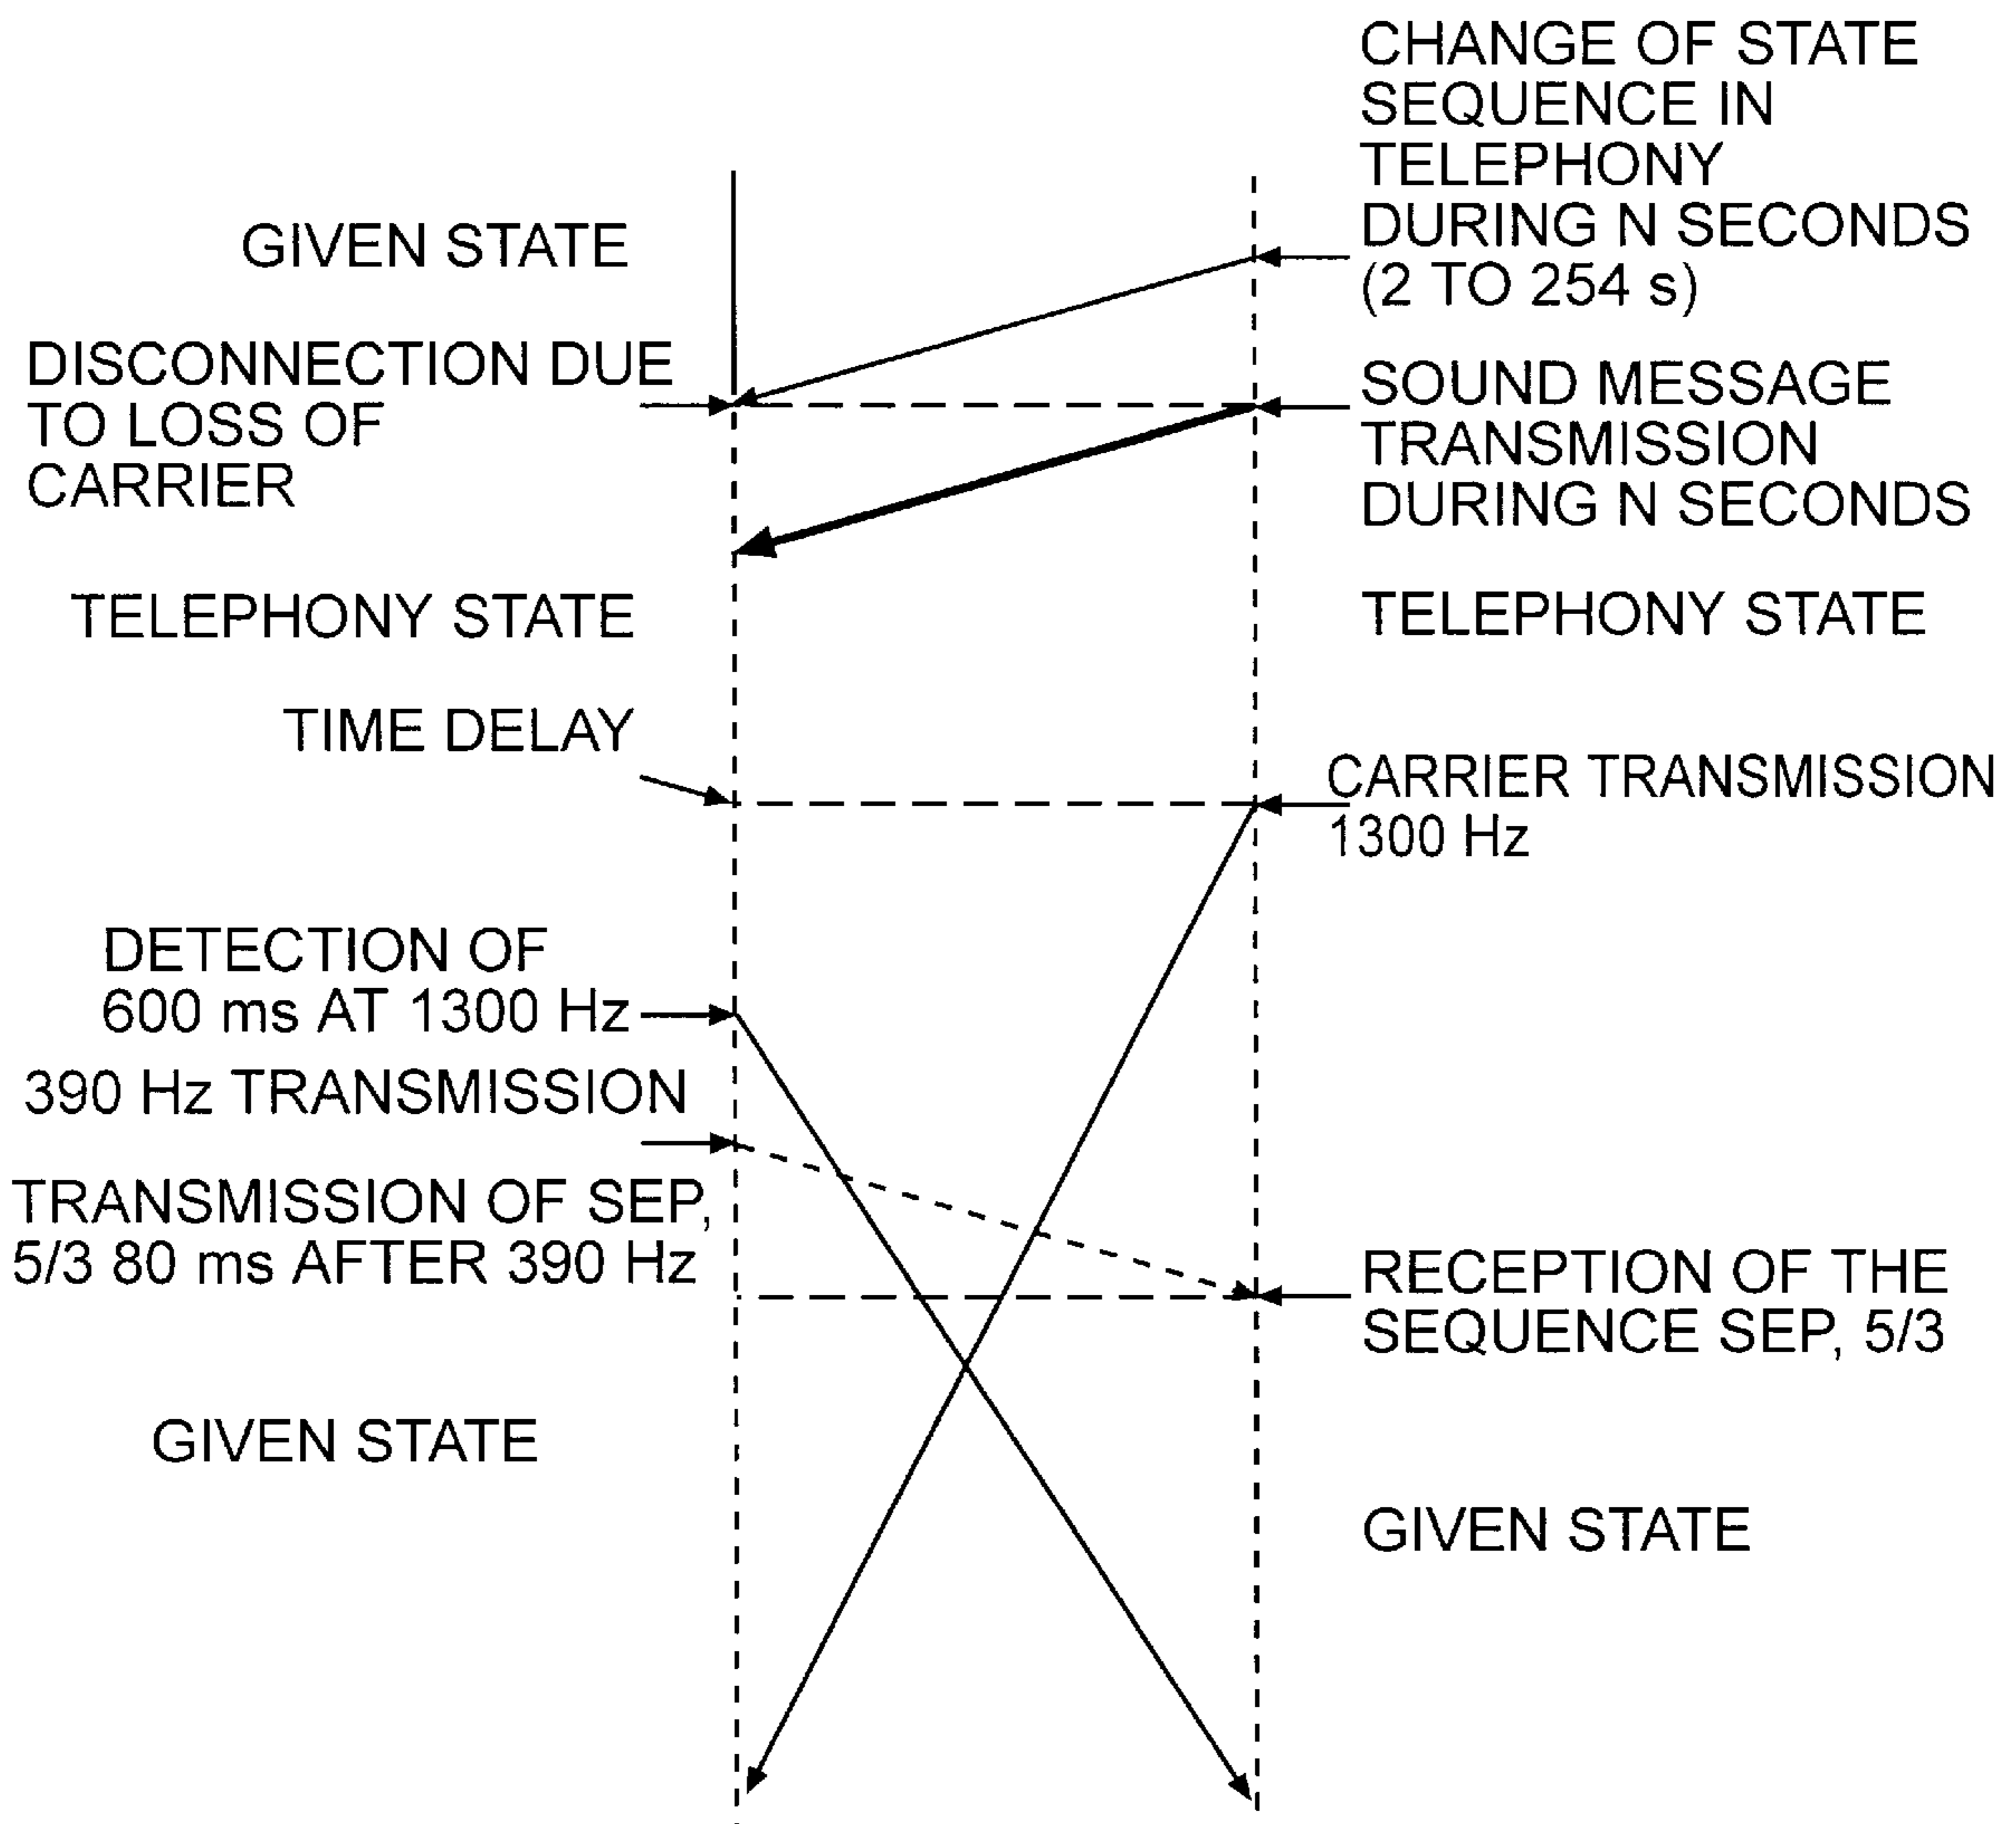 CHANGE OF STATE
SEQUENCE IN
TELEPHONY
DURING N SECONDS
(2 TO 254 s)
GIVEN STATE
DISCONNECTION DUE
TO LOSS OF
CARRIER
SOUND MESSAGE
TRANSMISSION
DURING N SECONDS
TELEPHONY STATE
TELEPHONY STATE
TIME DELAY
CARRIER TRANSMISSION
1300 Hz
DETECTION OF
600 ms AT 1300 Hz
390 Hz TRANSMISSION
TRANSMISSION OF SEP,
5/3 80 ms AFTER 390 Hz
RECEPTION OF THE
SEQUENCE SEP, 5/3
GIVEN STATE
GIVEN STATE